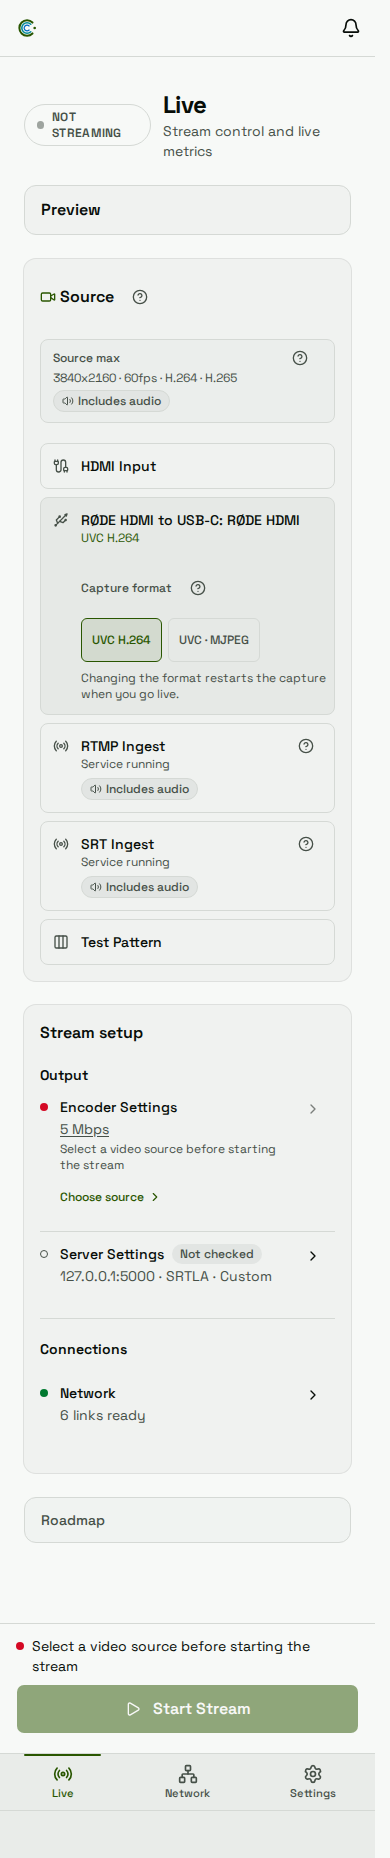 NOT
STREAMING
Live
Stream control and live
metrics
Preview
Source
Source max
3840x2160 · 60fps · H.264 · H.265
Includes audio
HDMI Input
RØDE HDMI to USB-C: RØDE HDMI
UVC H.264
Capture format
UVC H.264
UVC · MJPEG
Changing the format restarts the capture
when you go live.
RTMP Ingest
Service running
Includes audio
SRT Ingest
Service running
Includes audio
Test Pattern
Stream setup
Output
Encoder Settings
5 Mbps
Select a video source before starting
the stream
Choose source
Server Settings Not checked
127.0.0.1:5000 · SRTLA · Custom
Connections
Network
6 links ready
Roadmap
Select a video source before starting the
stream
Start Stream
Live
Network
Settings